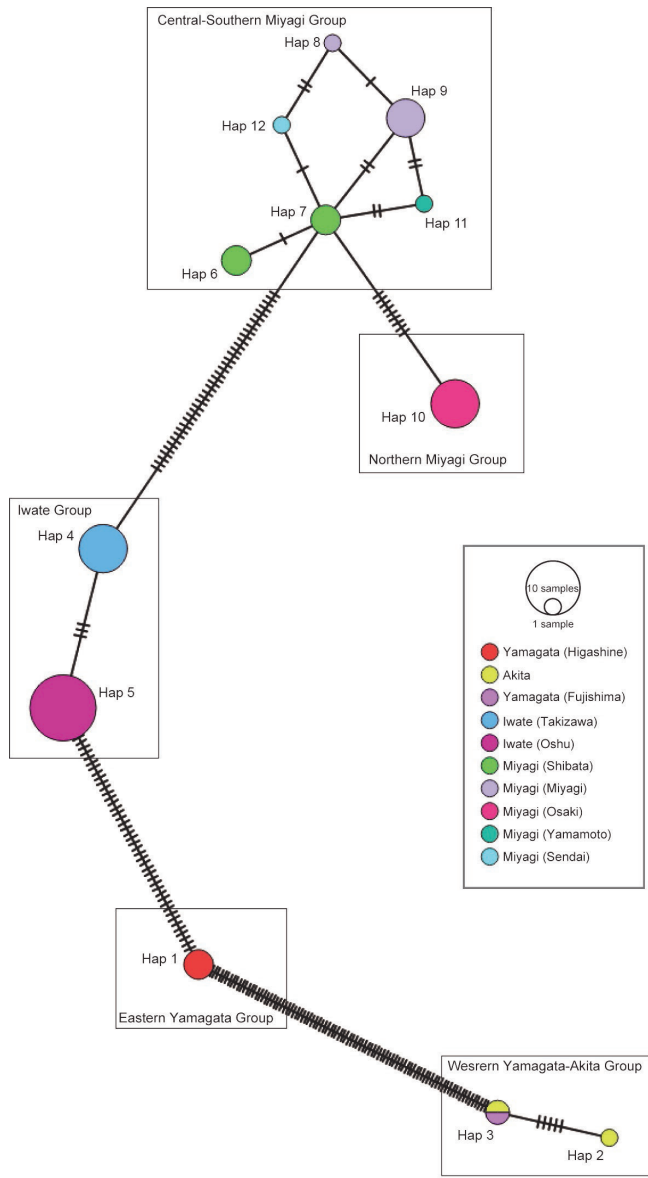 Central-Southern Miyagi Group
Hap 8
Hap 9
Hap 12
Hap 7
Hap 11
Hap 6
Hap 10
Northern Miyagi Group
Iwate Group
Hap 4
Hap 5
10 samples
1 sample
Yamagata (Higashine)
Akita
Yamagata (Fujishima)
Iwate (Takizawa)
Iwate (Oshu)
Miyagi (Shibata)
Miyagi (Miyagi)
Miyagi (Osaki)
Miyagi (Yamamoto)
Miyagi (Sendai)
Hap 1
Eastern Yamagata Group
Wesrern Yamagata-Akita Group
Hap 3
Hap 2